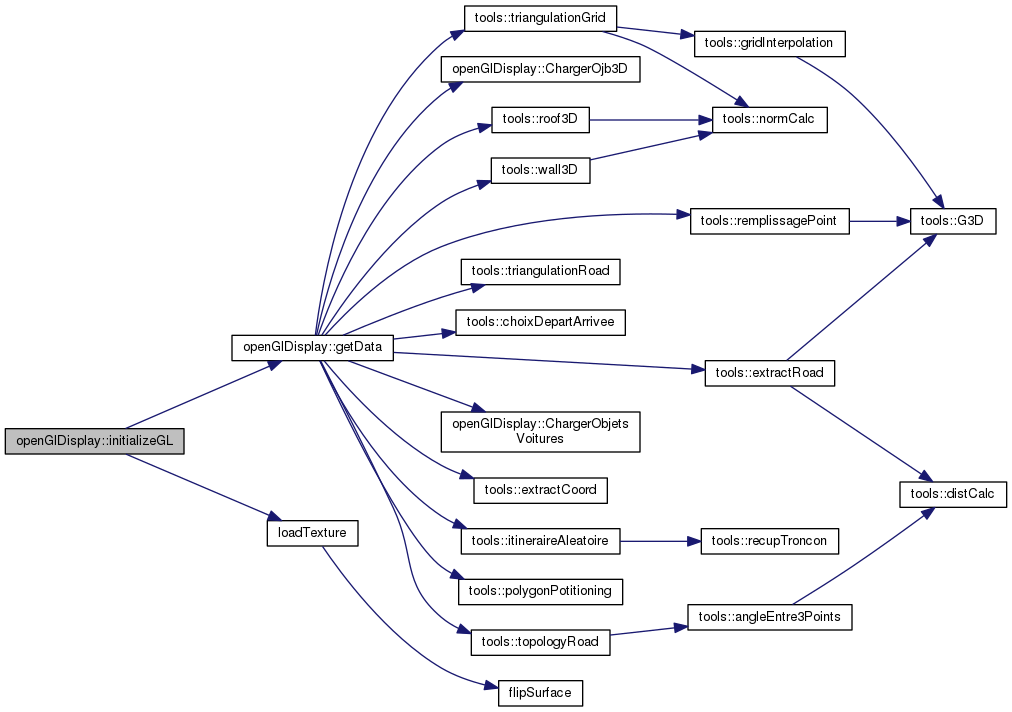 tools::triangulationGrid
tools::gridInterpolation
openGlDisplay::ChargerOjb3D
tools::roof3D
tools::normCalc
tools::wall3D
tools::remplissagePoint
tools::G3D
tools::triangulationRoad
tools::choixDepartArrivee
openGlDisplay::getData
tools::extractRoad
openGlDisplay::ChargerObjets
Voitures
openGlDisplay::initializeGL
tools::extractCoord
tools::distCalc
loadTexture
tools::itineraireAleatoire
tools::recupTroncon
tools::polygonPotitioning
tools::angleEntre3Points
tools::topologyRoad
flipSurface